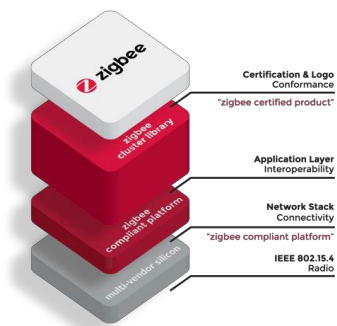 zigbee
Certification & Logo
Conformance
"zigbee certified product"
zigbee
cluster library
Application Layer
Interoperability
zigbee
compliant platform
Network Stack
Connectivity
"zigbee compliant platform"
multi-vendor silicon
IEEE 802.15.4
Radio